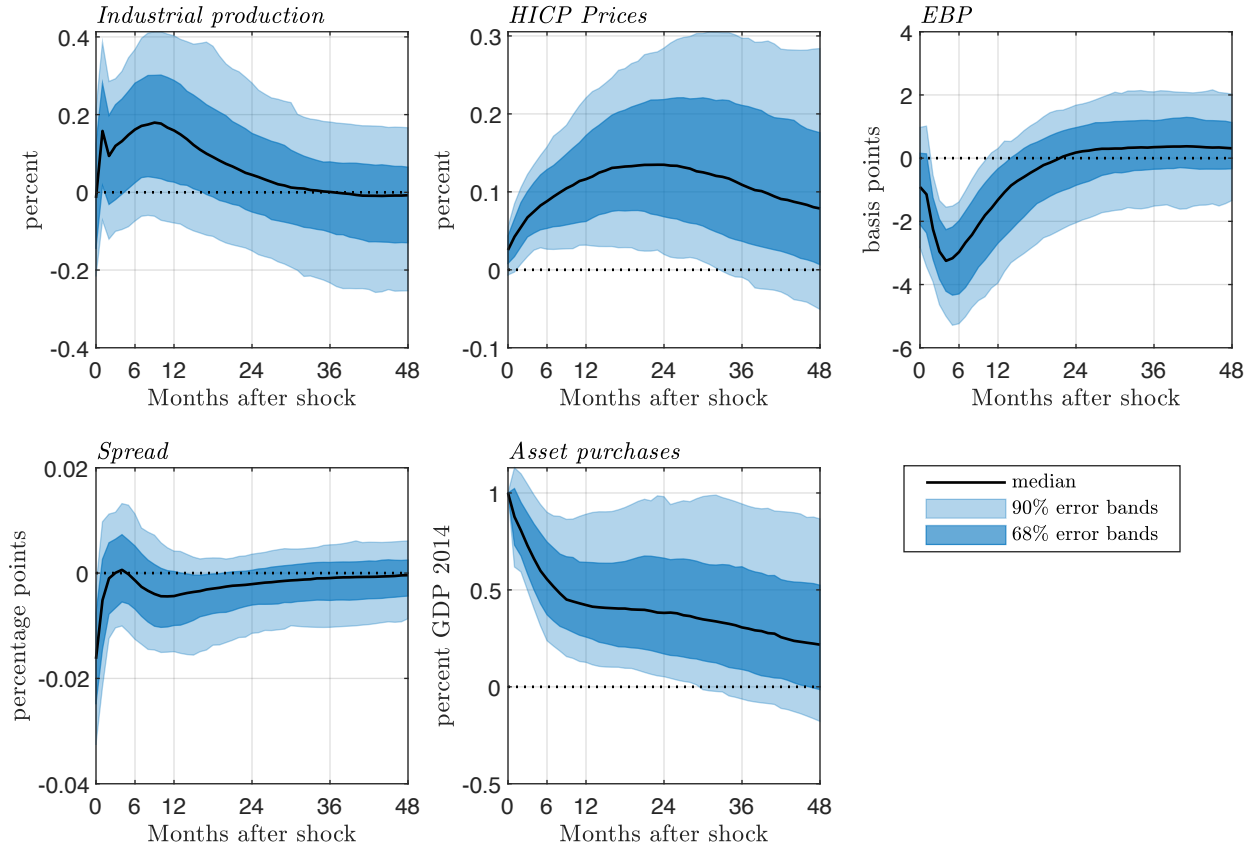 Industrial production
0.4
0.2
0
-0.2
-0.4
percent
0 6 12 24 36 48
Months after shock
HICP Prices
0.3
0.2
0.1
0
-0.1
percent
0 6 12 24 36 48
Months after shock
EBP
4
2
0
-2
-4
-6
basis points
0 6 12 24 36 48
Months after shock
Spread
0.02
0
-0.02
-0.04
percentage points
0 6 12 24 36 48
Months after shock
Asset purchases
1
0.5
0
-0.5
percent GDP 2014
0 6 12 24 36 48
Months after shock
median
90% error bands
68% error bands